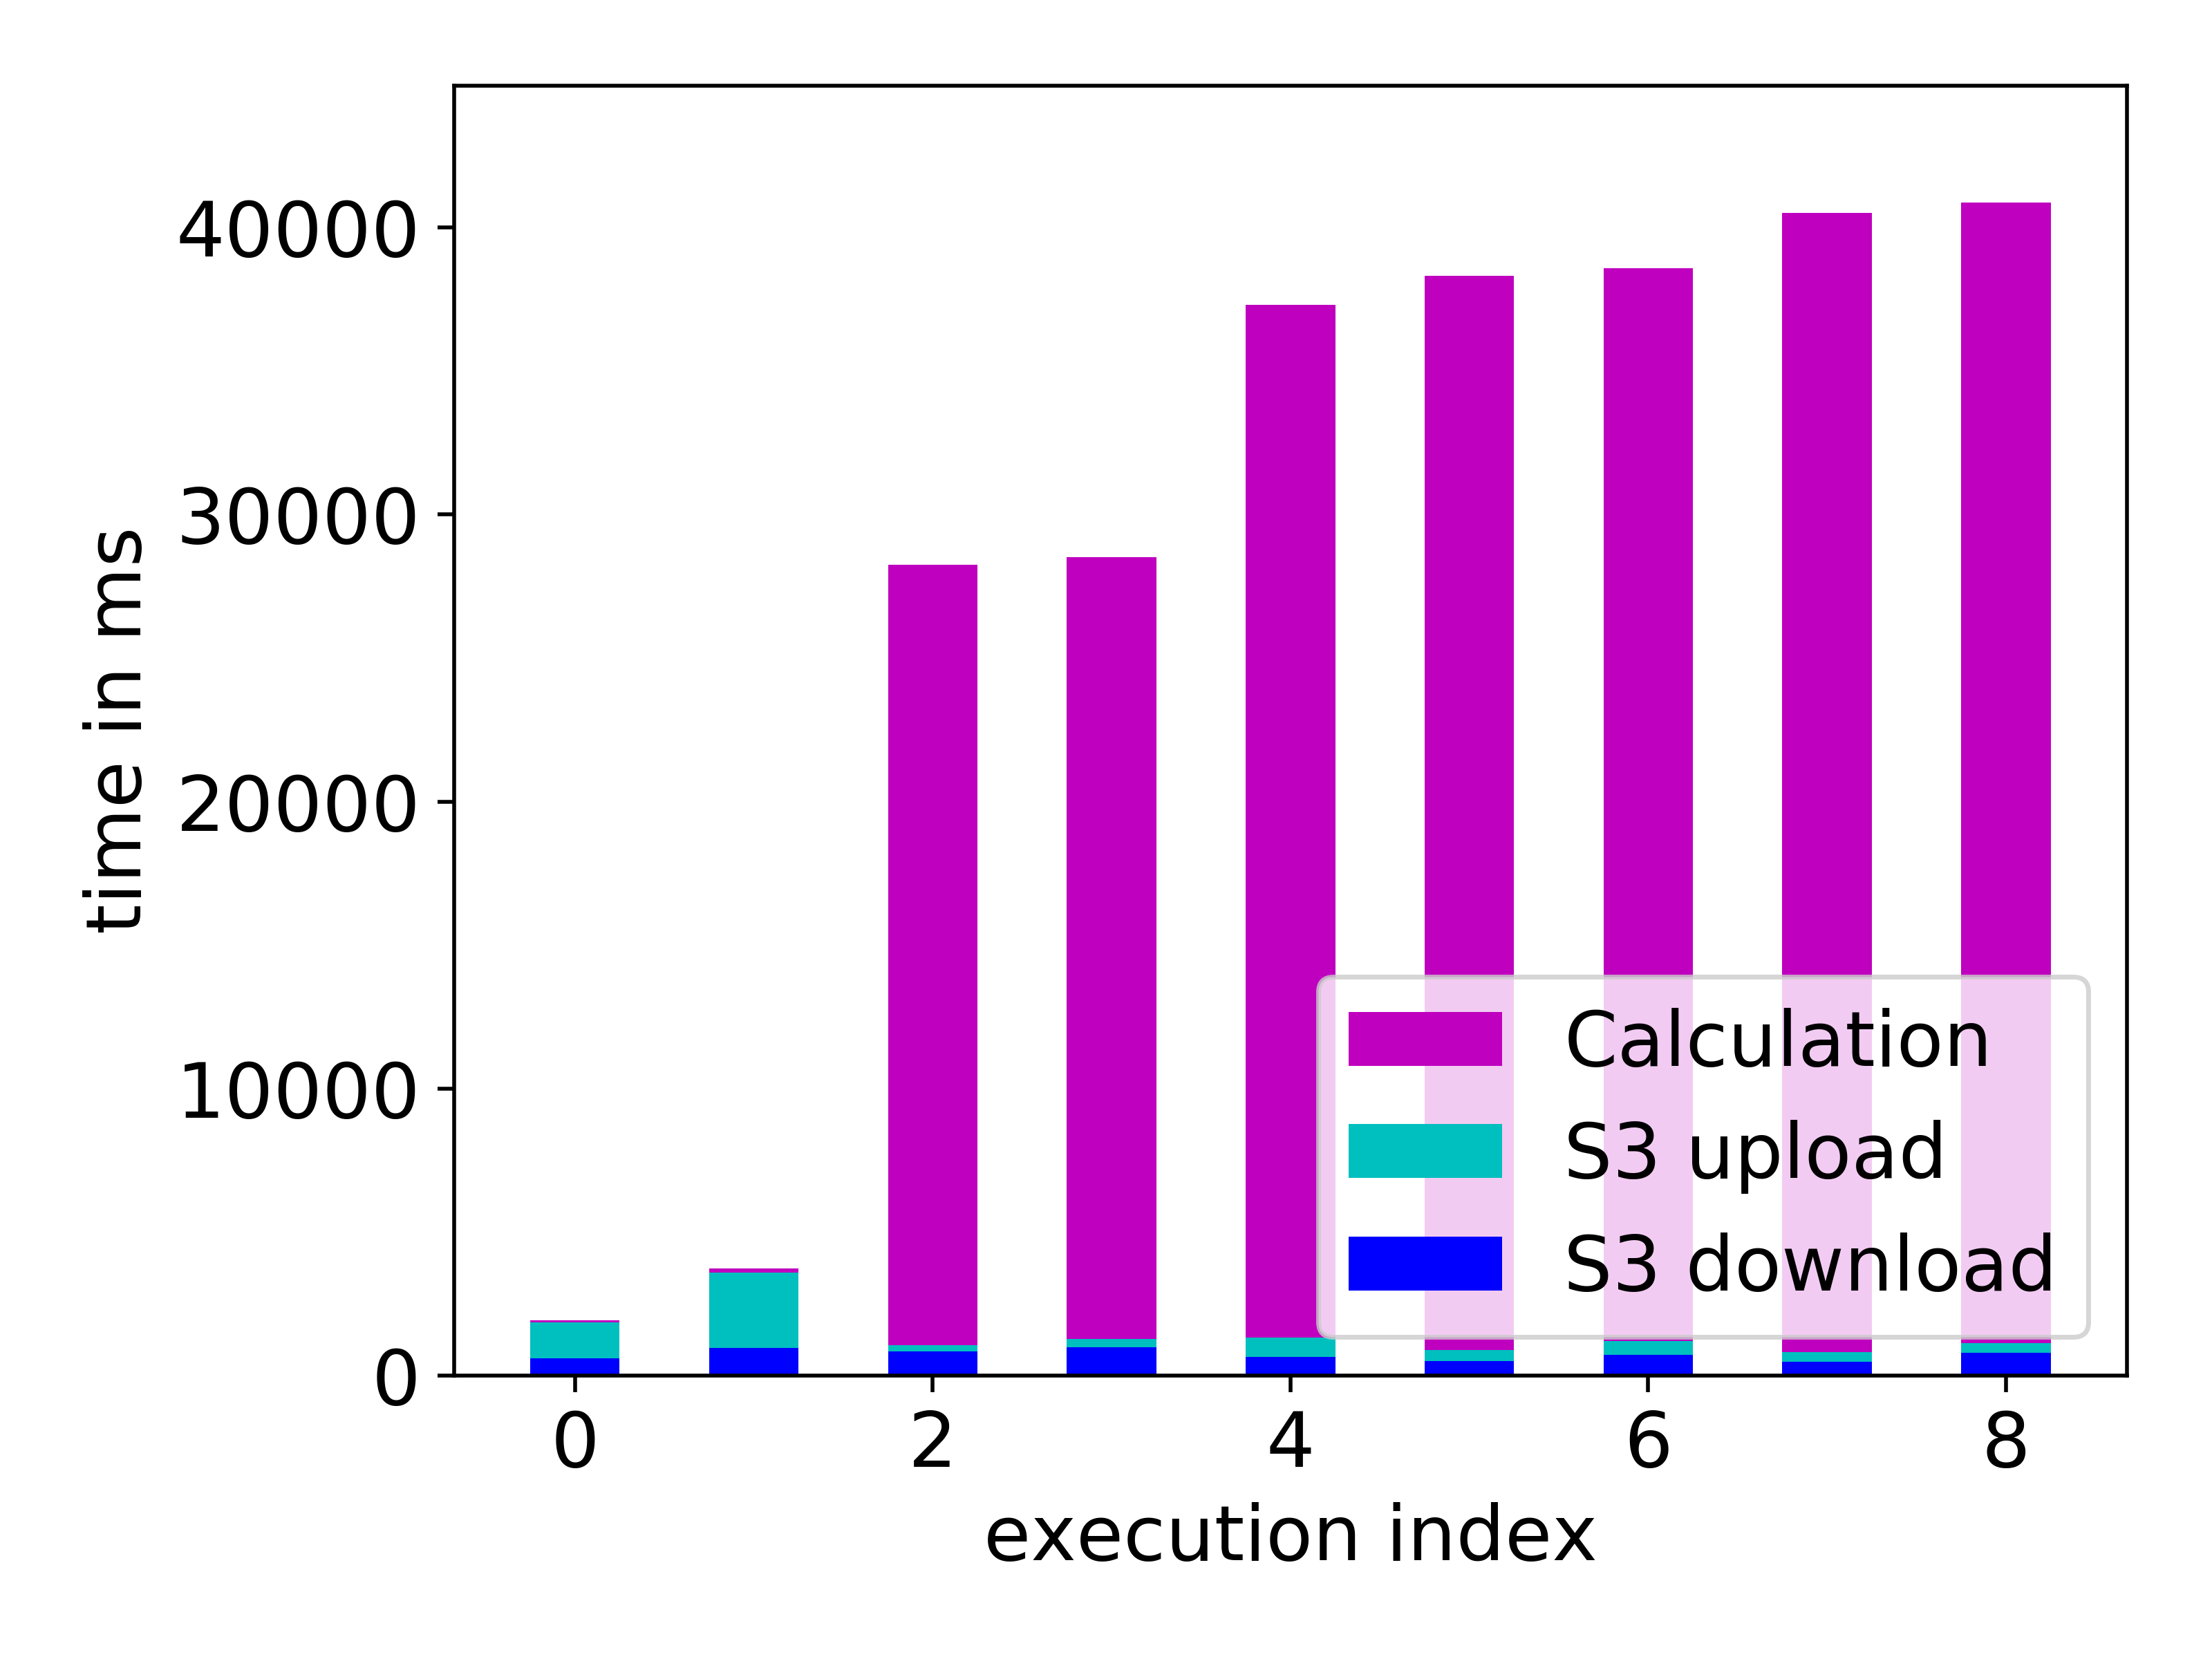 40000
30000
20000
10000
0
time in ms
Calculation
S3 upload
S3 download
0 2 4 6 8
execution index